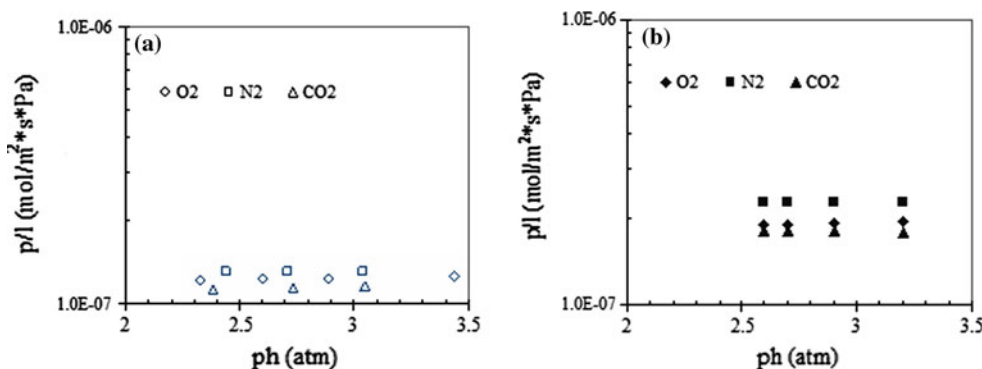 (a)
1.0E-06
O2 N2 CO2
p/l (mol/m²*s*Pa)
1.0E-07
2 2.5 3 3.5
ph (atm)
(b)
1.0E-06
O2 N2 CO2
p/l (mol/m²*s*Pa)
1.0E-07
2 2.5 3 3.5
ph (atm)